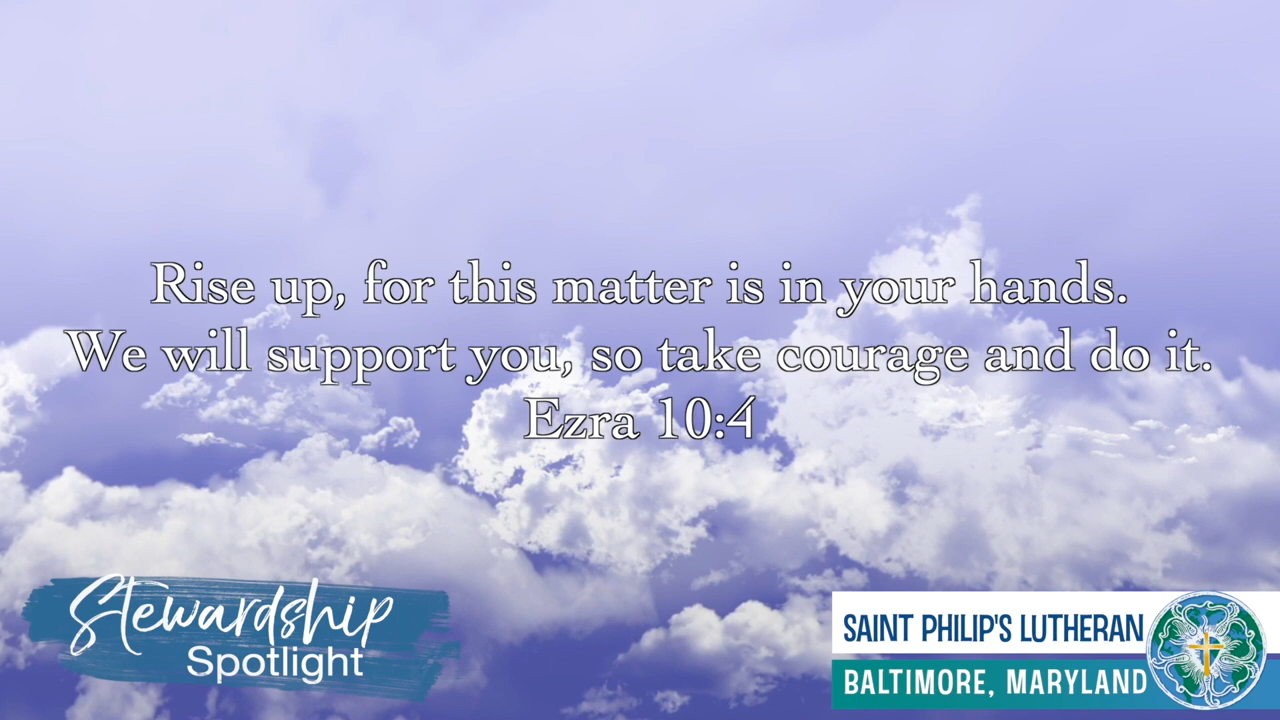 Rise up, for this matter is in your hands.
We will support you, so take courage and do it.
Ezra 10:4
Stewardship
Spotlight
SAINT PHILIP'S LUTHERAN
BALTIMORE, MARYLAND